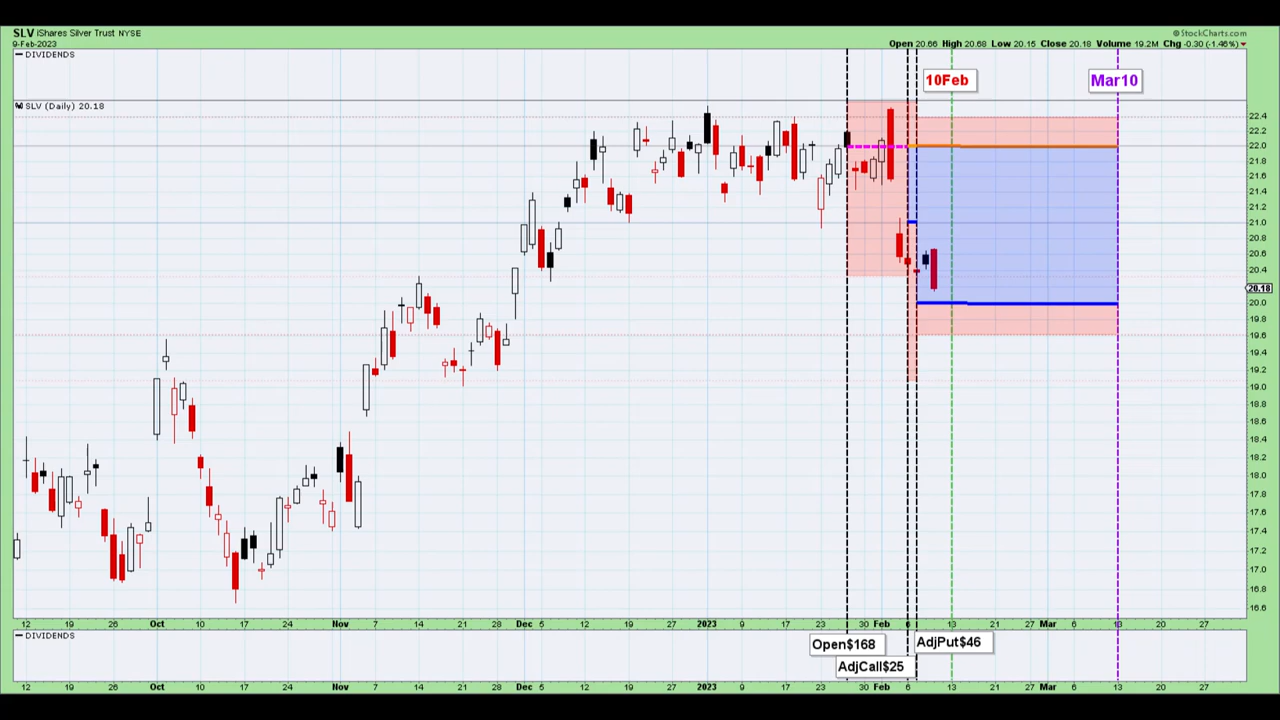 SLV iShares Silver Trust NYSE
© StockCharts.com
9-Feb-2023
Open 20.66 High 20.68 Low 20.15 Close 20.18 Volume 19.2M Chg -0.30 (-1.46%)
DIVIDENDS
10Feb
Mar10
SLV (Daily) 20.18
22.4
22.2
22.0
21.8
21.6
21.4
21.2
21.0
20.8
20.6
20.4
20.18
20.0
19.8
19.6
19.4
19.2
19.0
18.8
18.6
18.4
18.2
18.0
17.8
17.6
17.4
17.2
17.0
16.8
16.6
12 19 26 Oct 10 17 24 Nov 7 14 21 28 Dec 5 12 19 27 2023 9 17 23 30 Feb 6 13 21 27 Mar 6 13 20 27
DIVIDENDS
Open$168
AdjPut$46
AdjCall$25
12 19 26 Oct 10 17 24 Nov 7 14 21 28 Dec 5 12 19 27 2023 9 17 23 30 Feb 6 13 21 27 Mar 6 13 20 27